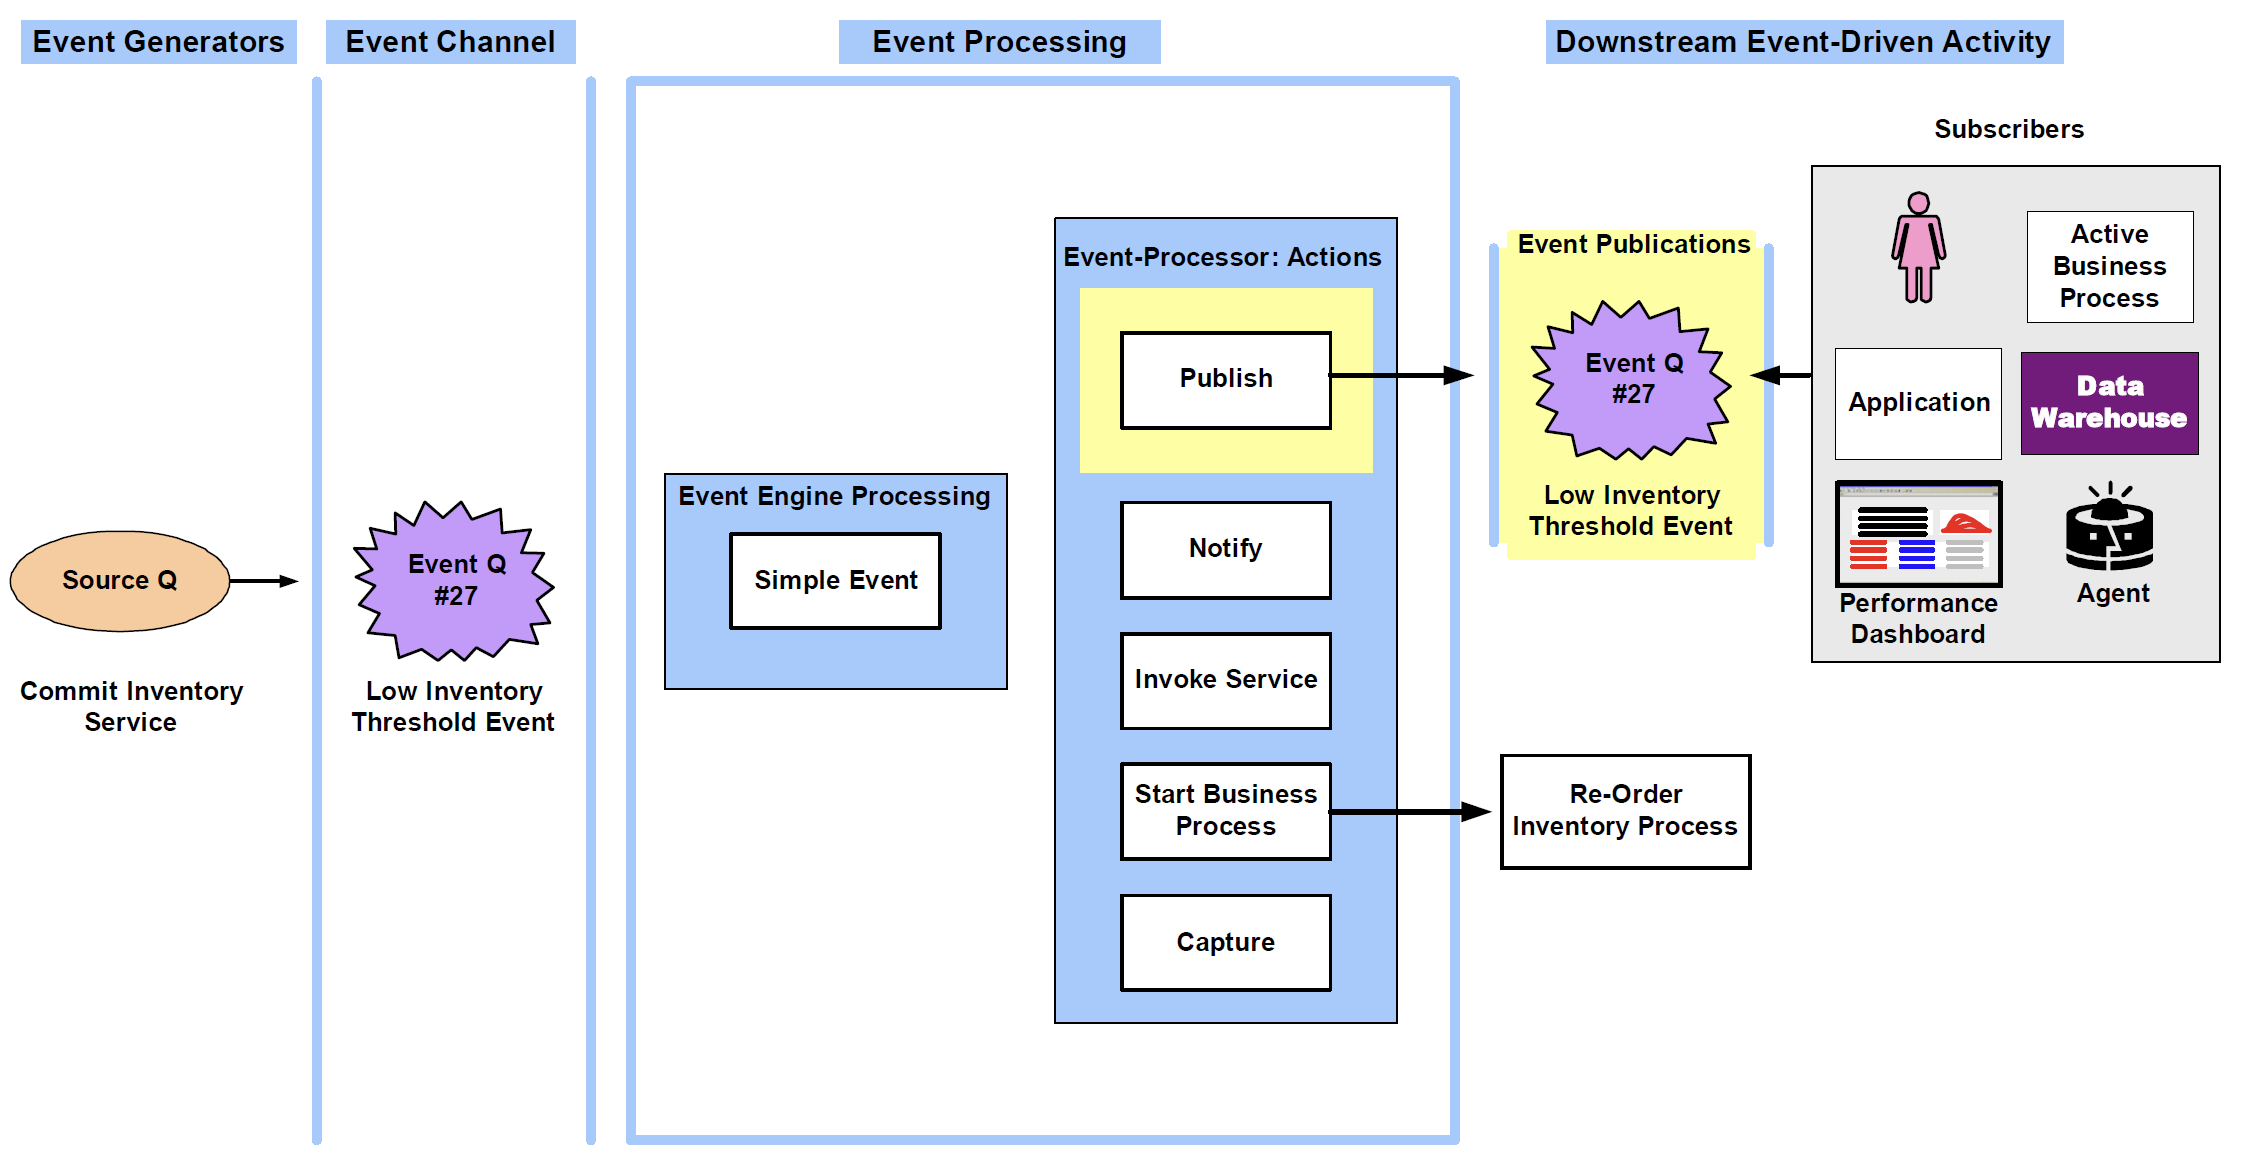 Event Generators
Event Channel
Event Processing
Downstream Event-Driven Activity
Source Q
Commit Inventory
Service
Event Q
#27
Low Inventory
Threshold Event
Event Engine Processing
Simple Event
Event-Processor: Actions
Publish
Notify
Invoke Service
Start Business
Process
Capture
Event Publications
Event Q
#27
Low Inventory
Threshold Event
Re-Order
Inventory Process
Subscribers
Active
Business
Process
Application
Data
Warehouse
Performance
Dashboard
Agent